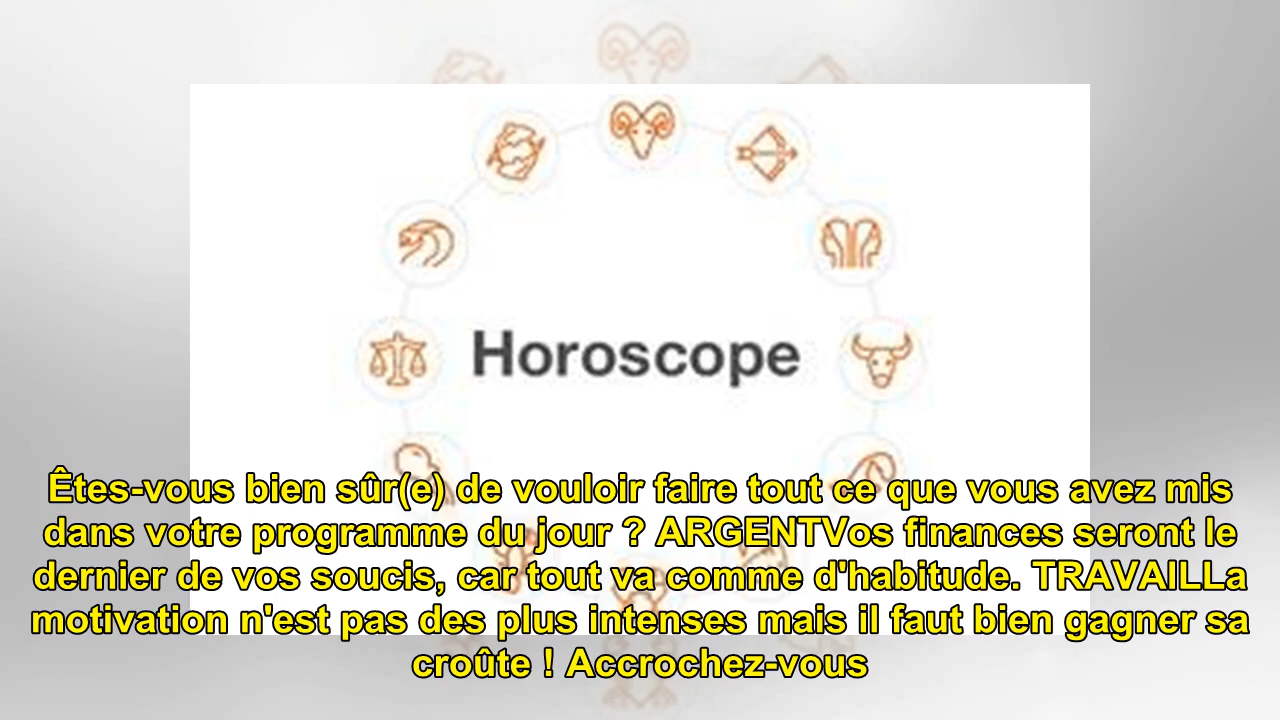 Horoscope
Êtes-vous bien sûr(e) de vouloir faire tout ce que vous avez mis
dans votre programme du jour ? ARGENTVos finances seront le
dernier de vos soucis, car tout va comme d'habitude. TRAVAILLa
motivation n'est pas des plus intenses mais il faut bien gagner sa
croûte ! Accrochez-vous